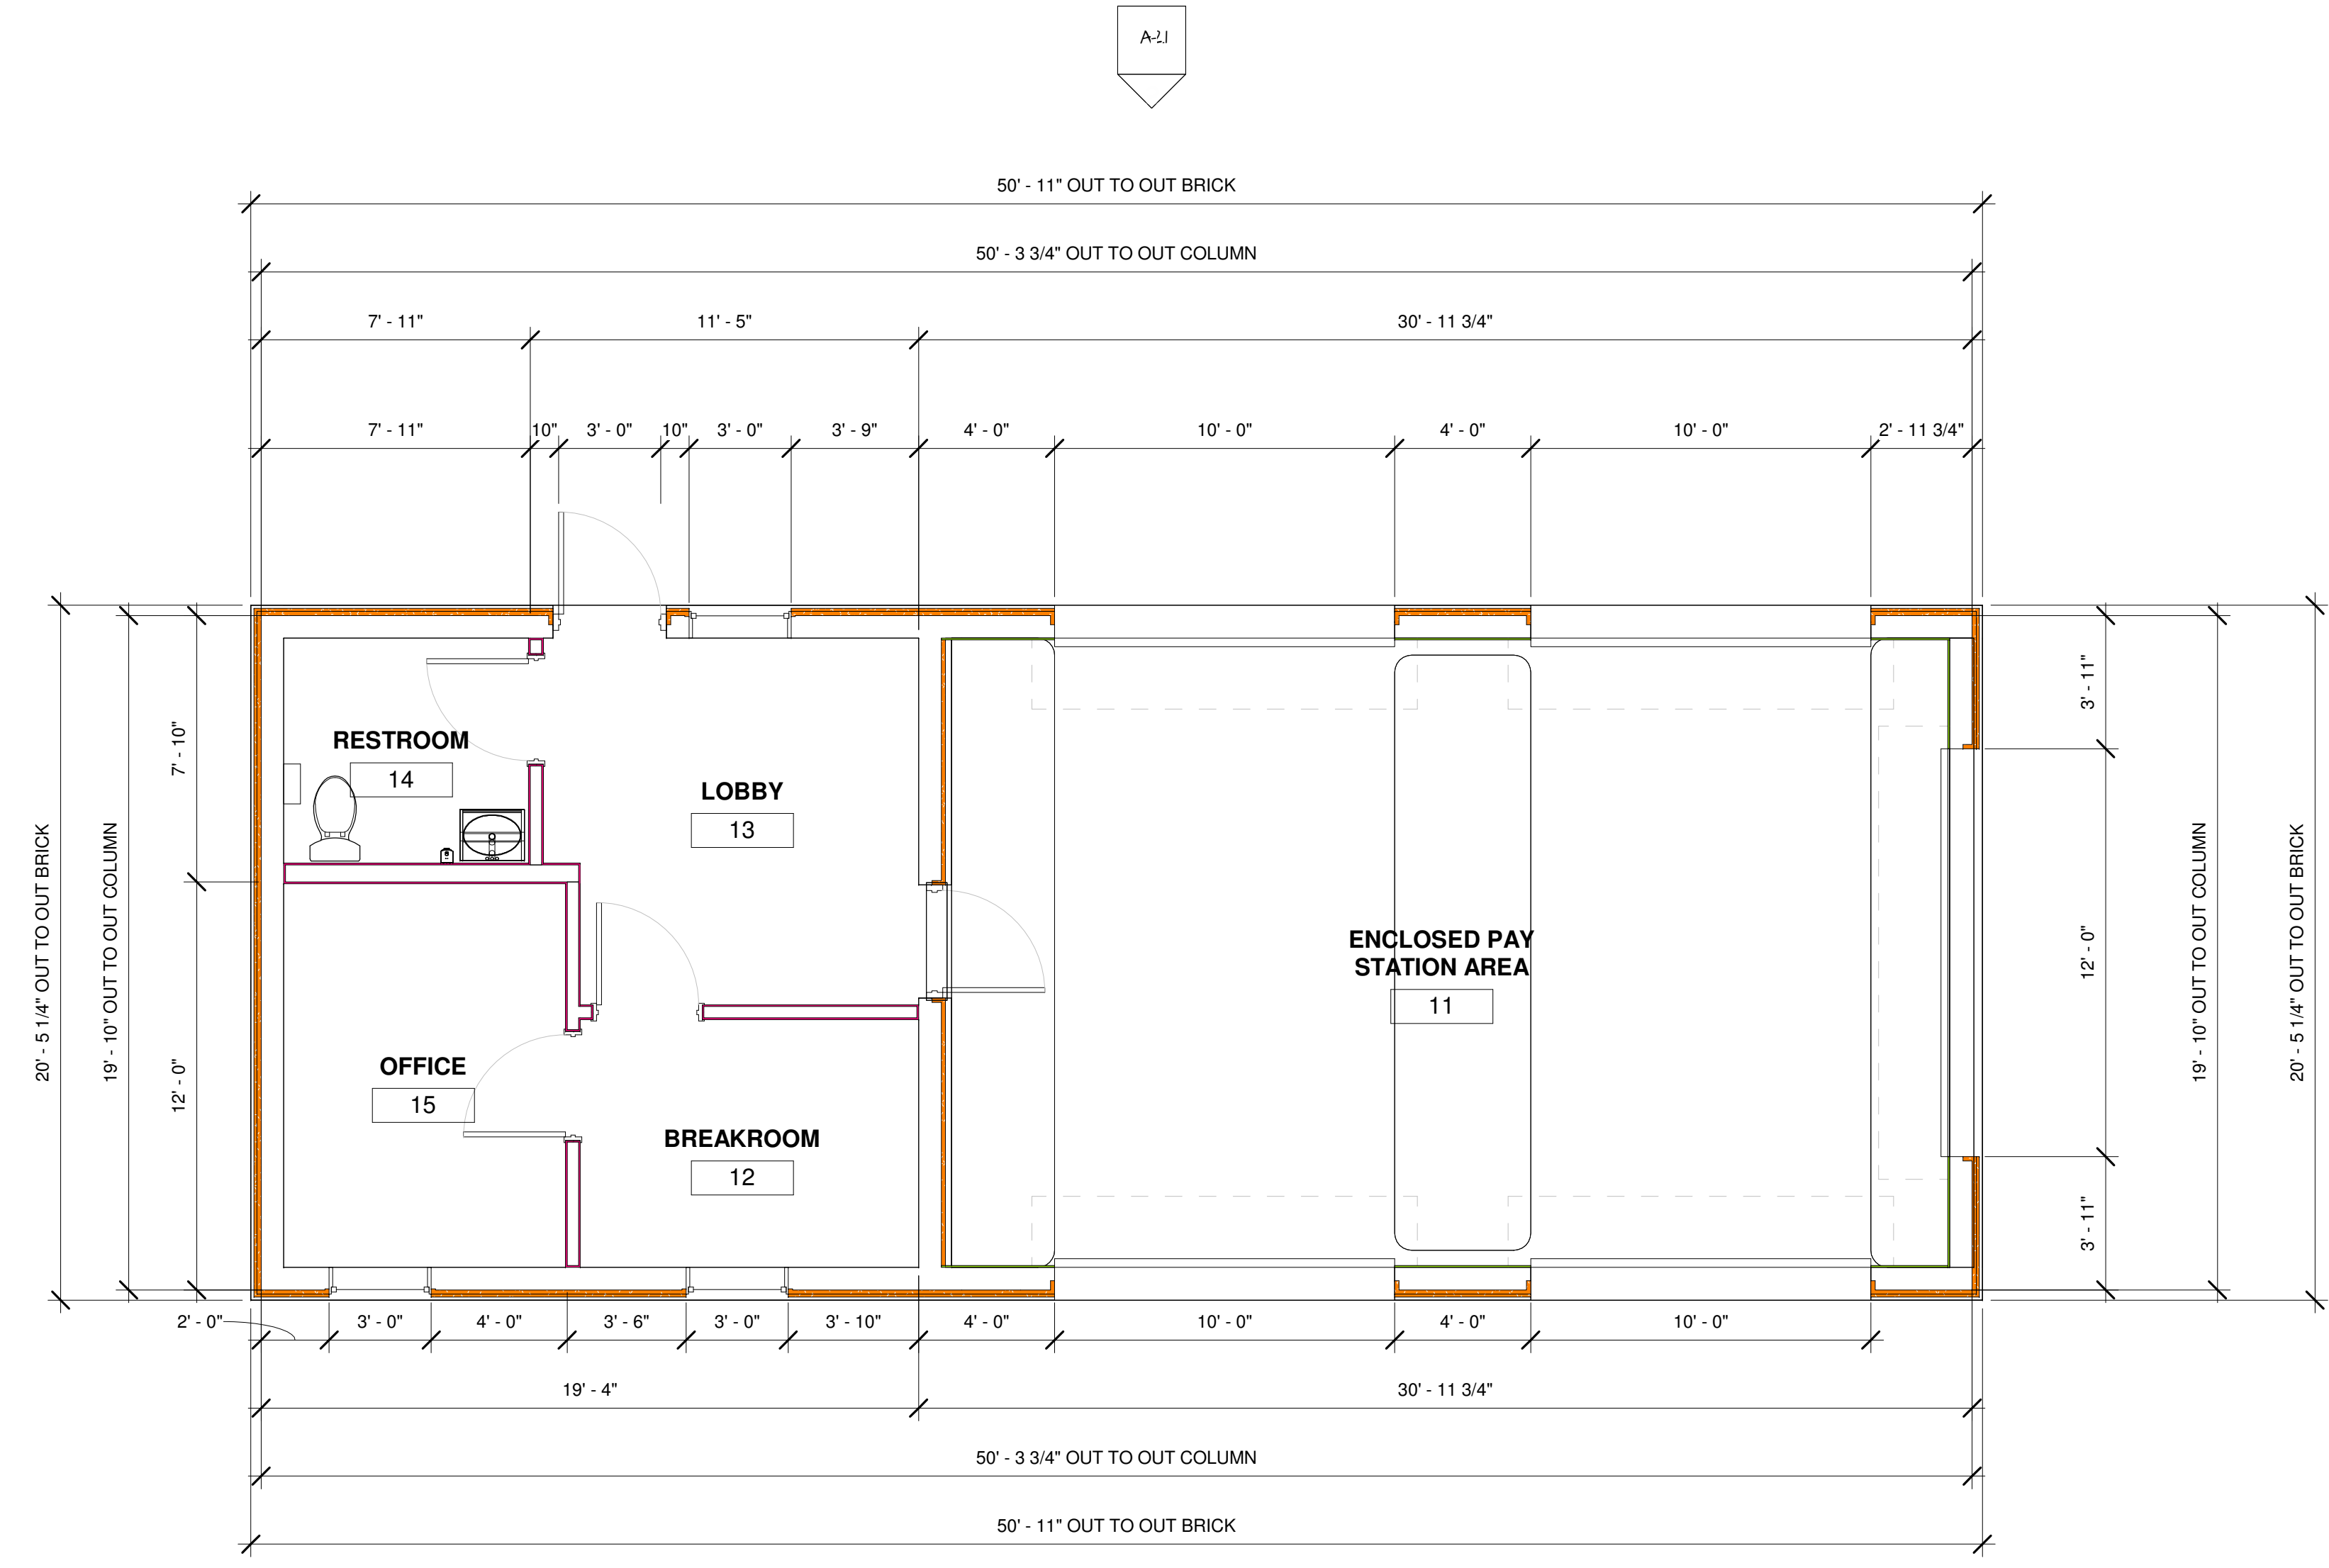 A-2.1
50' - 11" OUT TO OUT BRICK
50' - 3 3/4" OUT TO OUT COLUMN
7' - 11" 11' - 5" 30' - 11 3/4"
7' - 11" 10" 3' - 0" 10" 3' - 0" 3' - 9" 4' - 0" 10' - 0" 4' - 0" 10' - 0" 2' - 11 3/4"
20' - 5 1/4" OUT TO OUT BRICK
19' - 10" OUT TO OUT COLUMN
7' - 10"
12' - 0"
RESTROOM
14
LOBBY
13
ENCLOSED PAY
STATION AREA
11
OFFICE
15
BREAKROOM
12
3' - 11"
12' - 0"
3' - 11"
19' - 10" OUT TO OUT COLUMN
20' - 5 1/4" OUT TO OUT BRICK
2' - 0" 3' - 0" 4' - 0" 3' - 6" 3' - 0" 3' - 10" 4' - 0" 10' - 0" 4' - 0" 10' - 0"
19' - 4" 30' - 11 3/4"
50' - 3 3/4" OUT TO OUT COLUMN
50' - 11" OUT TO OUT BRICK